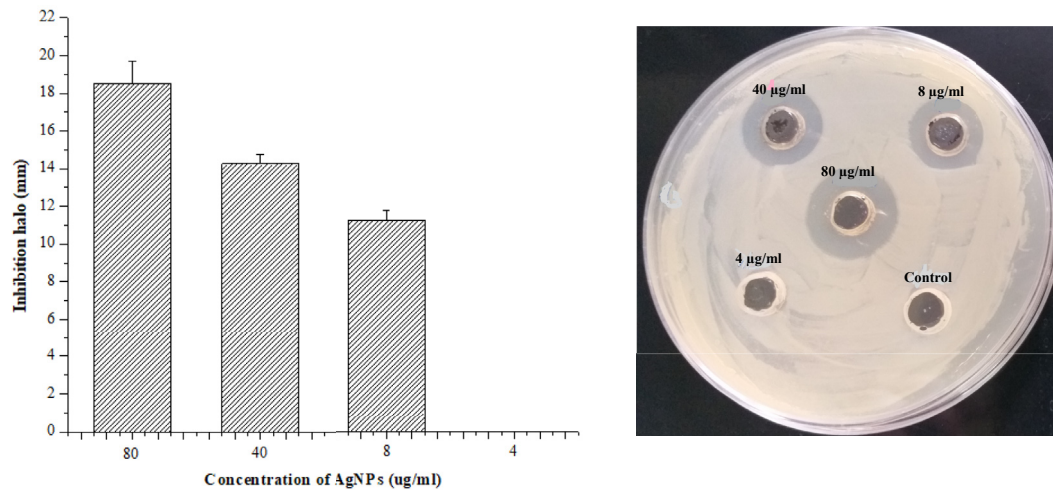 22
20
18
16
14
12
10
8
6
4
2
0
Inhibition halo (mm)
80 40 8 4
Concentration of AgNPs (ug/ml)
40 µg/ml
8 µg/ml
80 µg/ml
4 µg/ml
Control